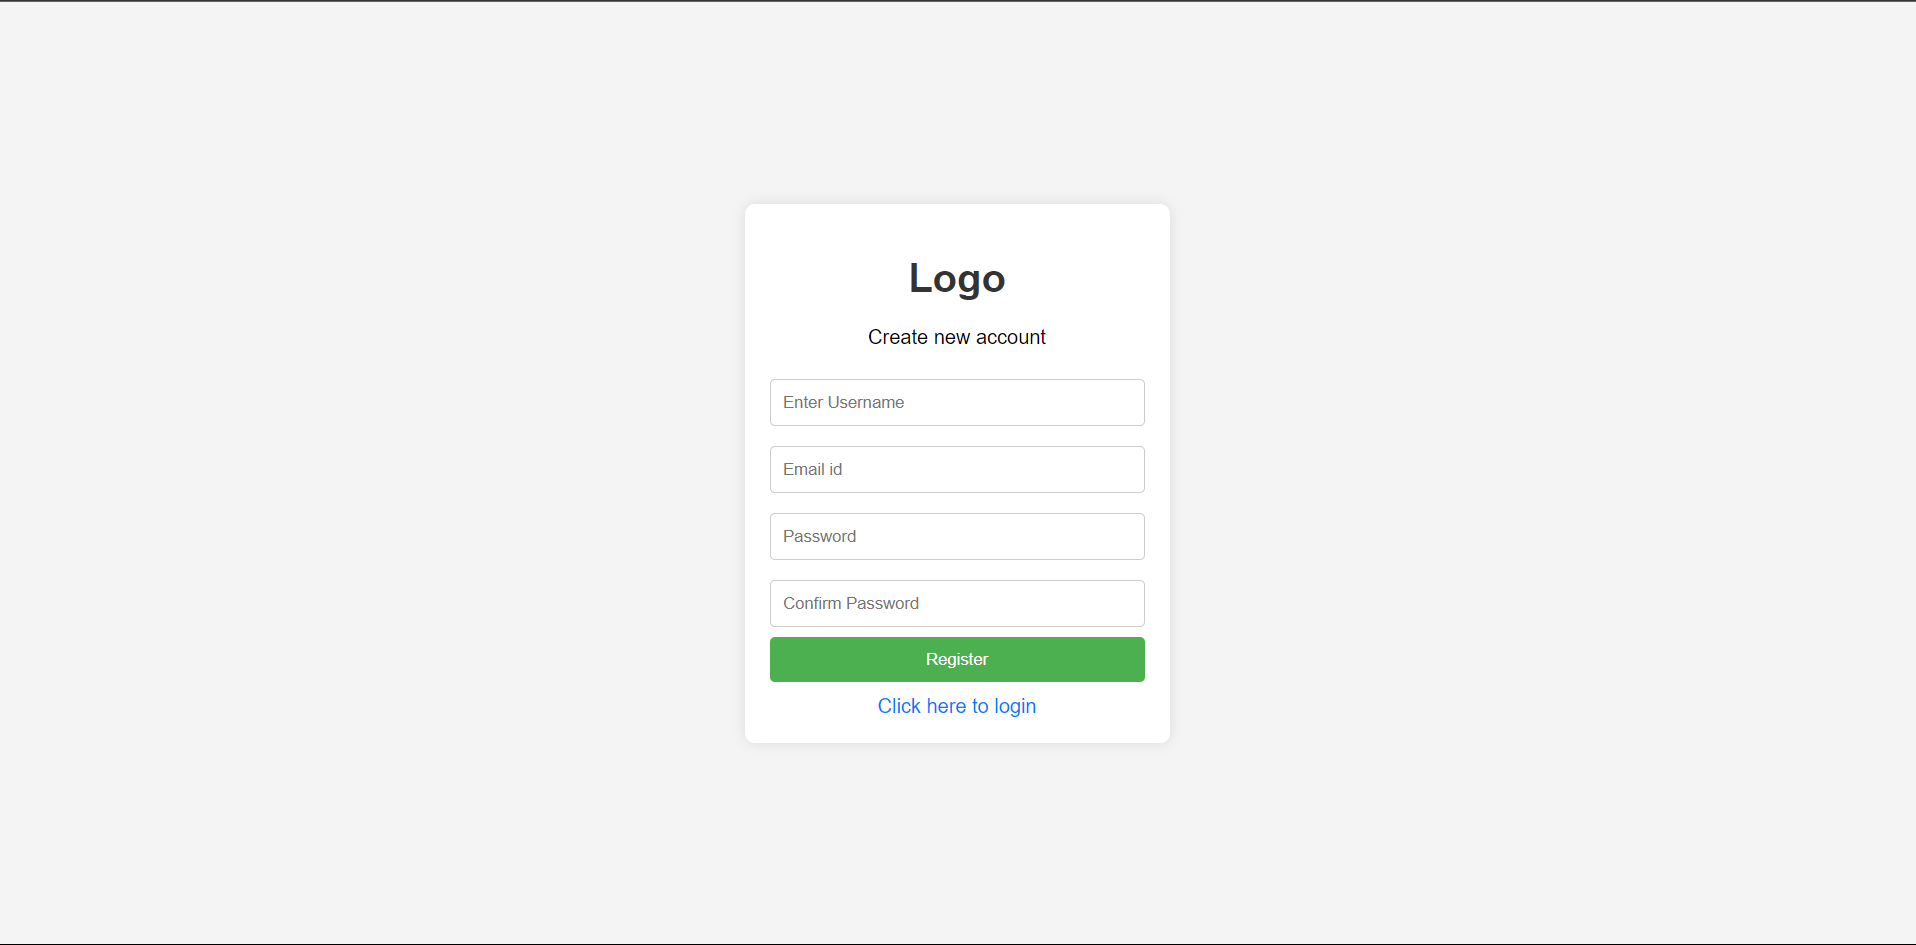 Logo
Create new account
Enter Username
Email id
Password
Confirm Password
Register
Click here to login